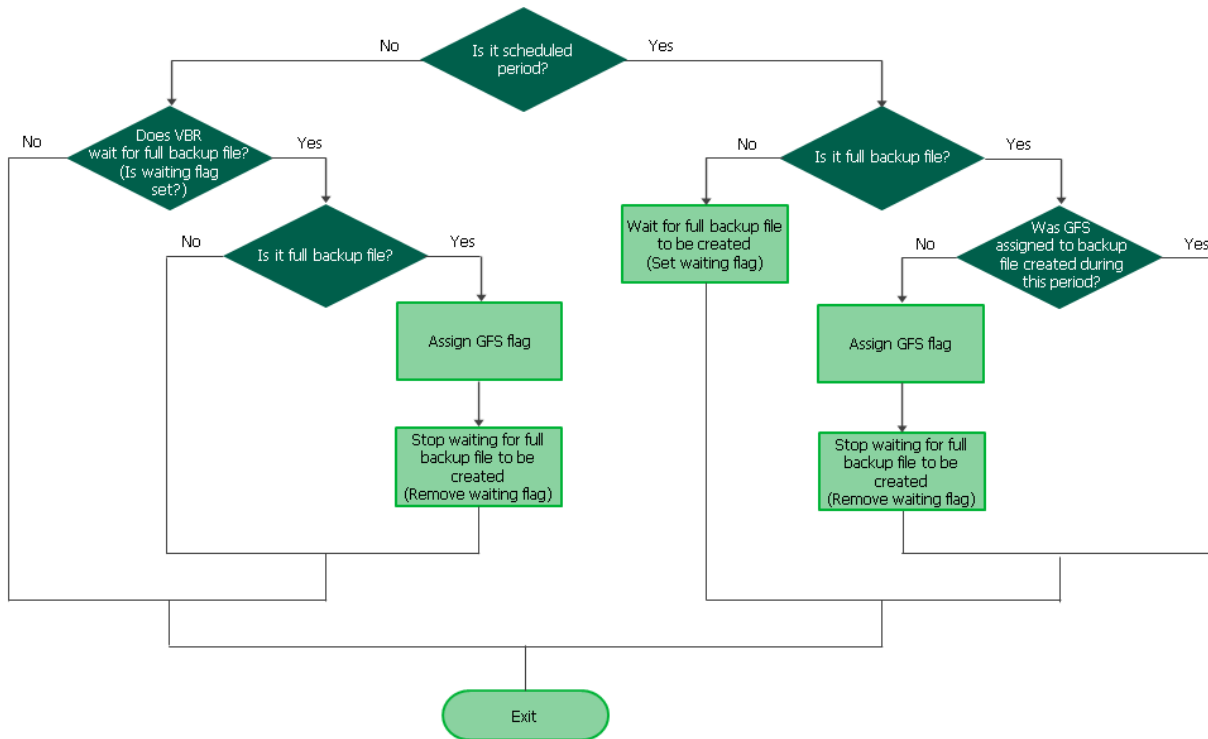 No
Is it scheduled
period?
Yes
No
Does VBR
wait for full backup file?
(Is waiting flag
set?)
Yes
No
Is it full backup file?
Yes
No
Is it full backup file?
Yes
Wait for full backup file
to be created
(Set waiting flag)
No
Was GFS
assigned to backup
file created during
this period?
Yes
Assign GFS flag
Assign GFS flag
Stop waiting for full
backup file to be
created
(Remove waiting flag)
Stop waiting for full
backup file to be
created
(Remove waiting flag)
Exit